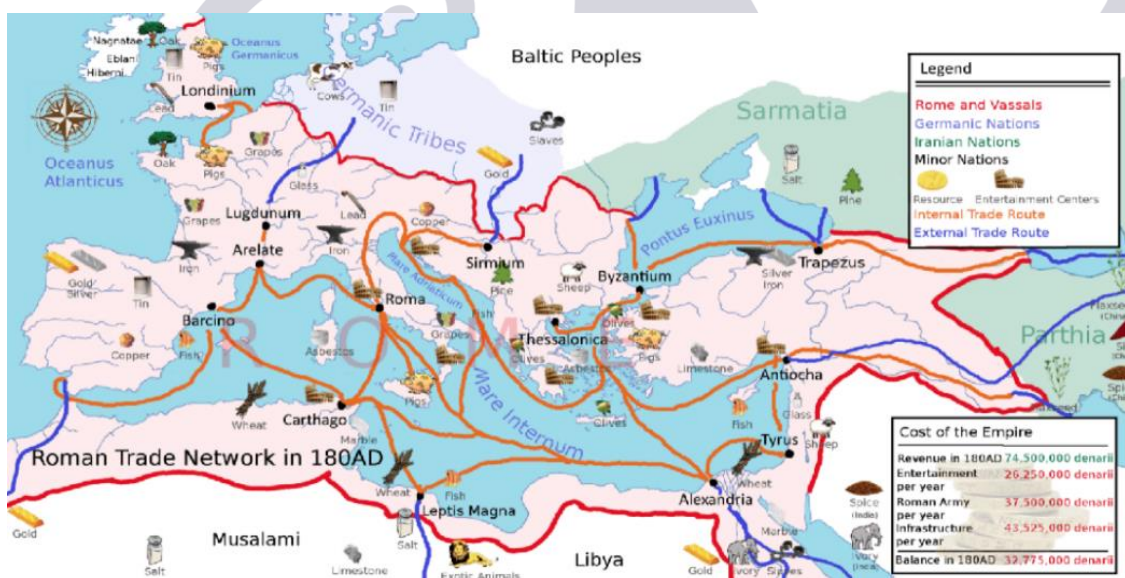 Nagnatae
Eblani
Hiberni
Oak
Pigs
Oceanus
Germanicus
Tin
Lead
Londinium
Baltic Peoples
Cows
Tin
Germanic Tribes
Slaves
Gold
Sarmatia
Salt
Pine
Legend
Rome and Vassals
Germanic Nations
Iranian Nations
Minor Nations
Resource
Entertainment Centers
Internal Trade Route
External Trade Route
Oceanus
Atlanticus
Oak
Pigs
Grapes
Glass
Grapes
Lugdunum
Lead
Copper
Iron
Iron
Arelate
Sirmium
Pine
Mare Adriaticum
Fish
Pontus Euxinus
Trapezus
Silver
Iron
Sheep
Byzantium
Gold
Silver
Tin
Barcino
Fish
Copper
Roma
Grapes
R O M E
Asbestos
Thessalonica
Olives
Olives
Asbestos
Pigs
Limestone
Olives
Antiocha
Parthia
Flaxseed
Wheat
Carthago
Marble
Pigs
Mare Internum
Fish
Glass
Tyrus
Sheep
Roman Trade Network in 180AD
Wheat
Fish
Leptis Magna
Alexandria
Wheat
Marble
Spice
(India)
Ivory
(India)
Gold
Musalami
Salt
Limestone
Salt
Exotic Animals
Libya
Gold
Ivory
Slaves
Cost of the Empire
Revenue in 180AD 74,500,000 denarii
Entertainment 26,250,000 denarii
per year
Roman Army 37,500,000 denarii
per year
Infrastructure 43,525,000 denarii
per year
Balance in 180AD 32,775,000 denarii